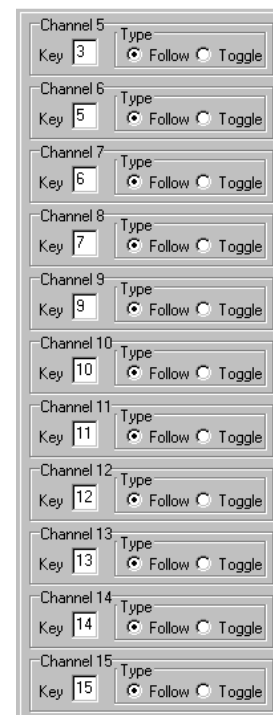 Channel 5
Type
Key 3 Follow Toggle
Channel 6
Type
Key 5 Follow Toggle
Channel 7
Type
Key 6 Follow Toggle
Channel 8
Type
Key 7 Follow Toggle
Channel 9
Type
Key 9 Follow Toggle
Channel 10
Type
Key 10 Follow Toggle
Channel 11
Type
Key 11 Follow Toggle
Channel 12
Type
Key 12 Follow Toggle
Channel 13
Type
Key 13 Follow Toggle
Channel 14
Type
Key 14 Follow Toggle
Channel 15
Type
Key 15 Follow Toggle